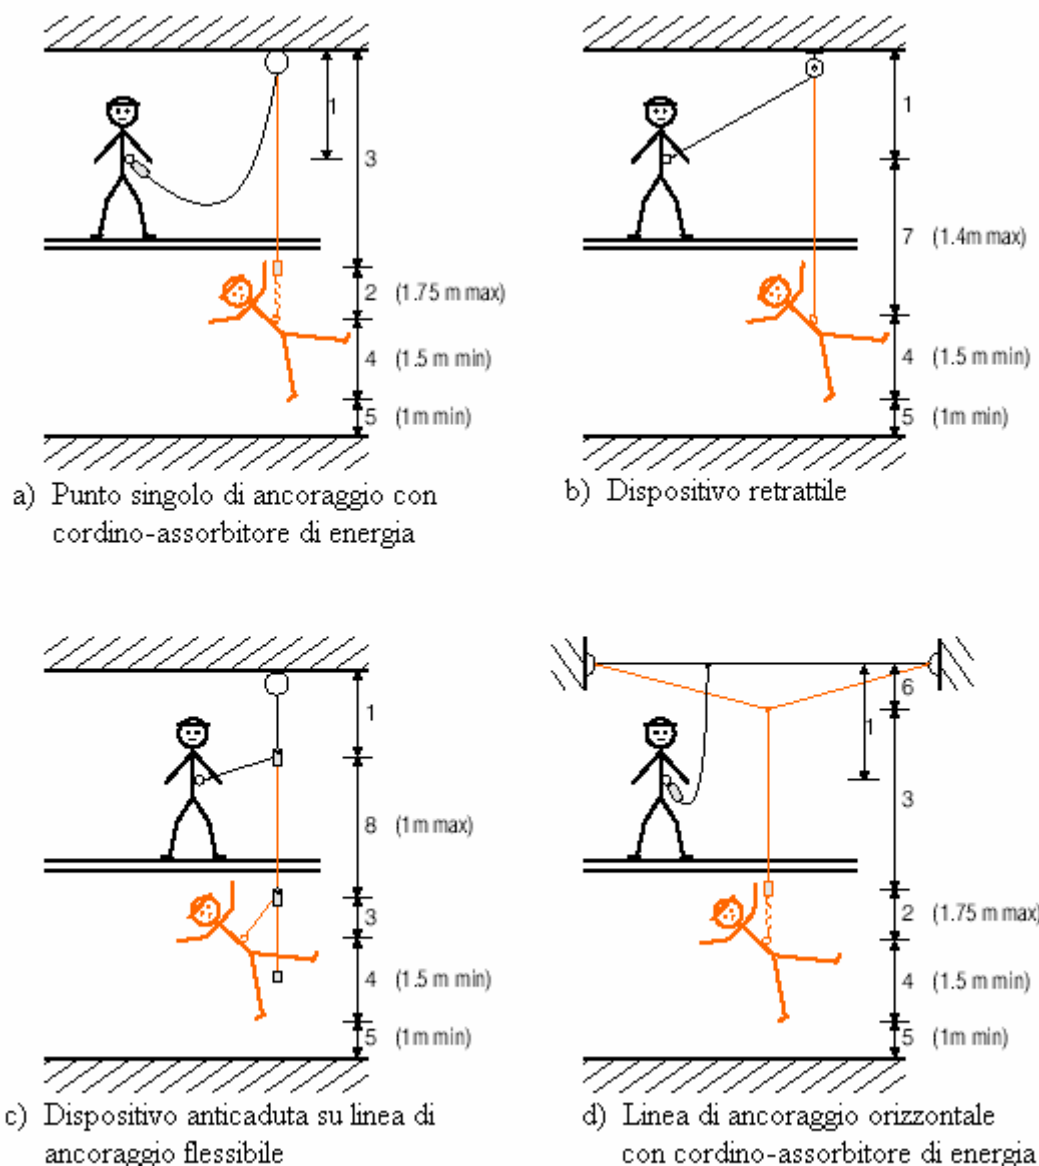 1
3
2 (1.75 m max)
4 (1.5 m min)
5 (1m min)
a) Punto singolo di ancoraggio con
cordino-assorbitore di energia
1
7 (1.4m max)
4 (1.5 m min)
5 (1m min)
b) Dispositivo retrattile
1
8 (1m max)
3
4 (1.5 m min)
5 (1m min)
c) Dispositivo anticaduta su linea di
ancoraggio flessibile
6
1
3
2 (1.75 m max)
4 (1.5 m min)
5 (1m min)
d) Linea di ancoraggio orizzontale
con cordino-assorbitore di energia